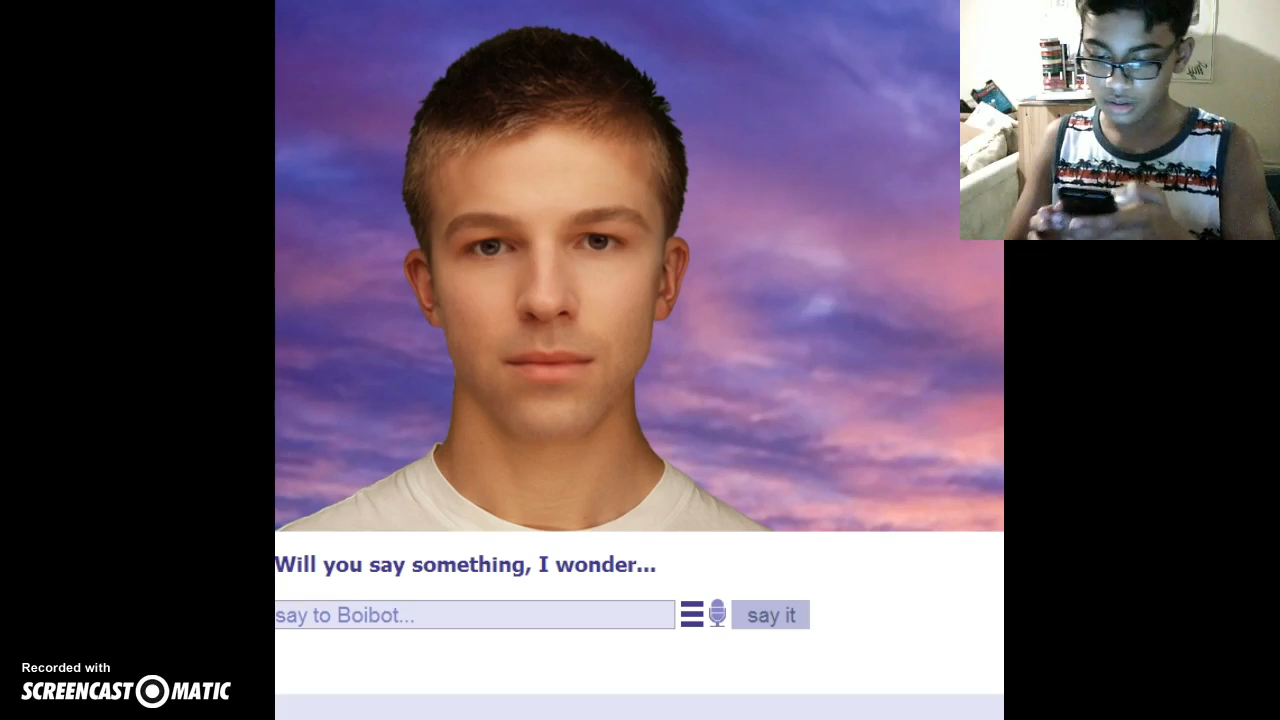 Will you say something, I wonder...
say to Boibot...
say it
Recorded with
SCREENCAST MATIC